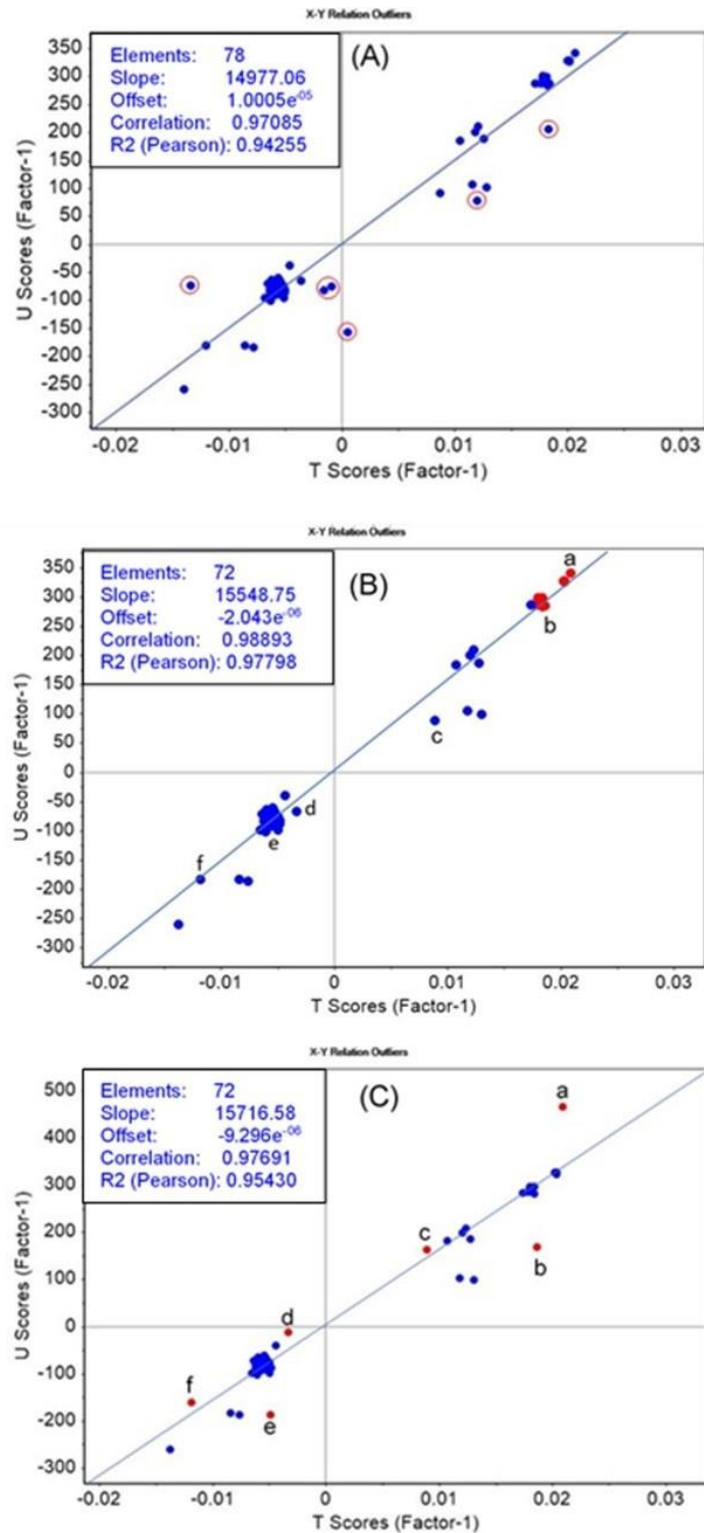 X-Y Relation Outliers
(A)
Elements: 78
Slope: 14977.06
Offset: 1.0005e-05
Correlation: 0.97085
R2 (Pearson): 0.94255
U Scores (Factor-1)
350
300
250
200
150
100
50
0
-50
-100
-150
-200
-250
-300
-0.02 -0.01 0 0.01 0.02 0.03
T Scores (Factor-1)
X-Y Relation Outliers
(B)
Elements: 72
Slope: 15548.75
Offset: -2.043e-06
Correlation: 0.98893
R2 (Pearson): 0.97798
U Scores (Factor-1)
350
300
250
200
150
100
50
0
-50
-100
-150
-200
-250
-300
a
b
c
d
e
f
-0.02 -0.01 0 0.01 0.02 0.03
T Scores (Factor-1)
X-Y Relation Outliers
(C)
Elements: 72
Slope: 15716.58
Offset: -9.296e-06
Correlation: 0.97691
R2 (Pearson): 0.95430
U Scores (Factor-1)
500
400
300
200
100
0
-100
-200
-300
a
c
b
d
f
e
-0.02 -0.01 0 0.01 0.02 0.03
T Scores (Factor-1)